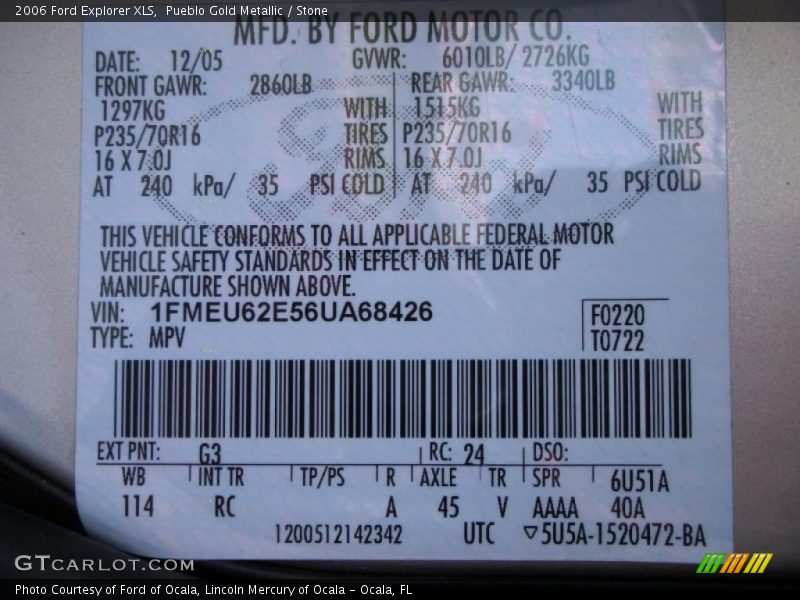 2006 Ford Explorer XLS, Pueblo Gold Metallic / Stone
MFD. BY FORD MOTOR CO.
DATE: 12/05 GVWR: 6010LB/ 2726KG
FRONT GAWR: 2860LB REAR GAWR: 3340LB
1297KG WITH 1515KG WITH
P235/70R16 TIRES P235/70R16 TIRES
16 X 7.0J RIMS 16 X 7.0J RIMS
AT 240 kPa/ 35 PSI COLD AT 240 kPa/ 35 PSI COLD
THIS VEHICLE CONFORMS TO ALL APPLICABLE FEDERAL MOTOR
VEHICLE SAFETY STANDARDS IN EFFECT ON THE DATE OF
MANUFACTURE SHOWN ABOVE.
VIN: 1FMEU62E56UA68426 F0220
TYPE: MPV T0722
EXT PNT: G3 RC: 24 DSO:
WB INT TR TP/PS R AXLE TR SPR 6U51A
114 RC A 45 V AAAA 40A
1200512142342 UTC ▽5U5A-1520472-BA
GTCARLOT.COM
Photo Courtesy of Ford of Ocala, Lincoln Mercury of Ocala - Ocala, FL